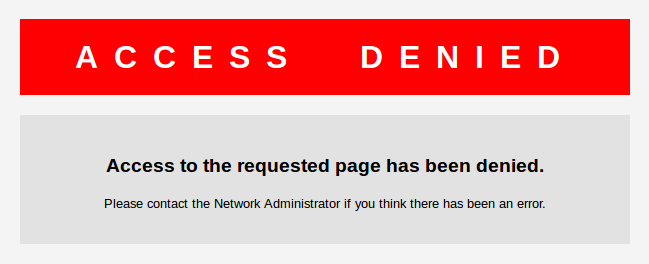 ACCESS DENIED
Access to the requested page has been denied.
Please contact the Network Administrator if you think there has been an error.